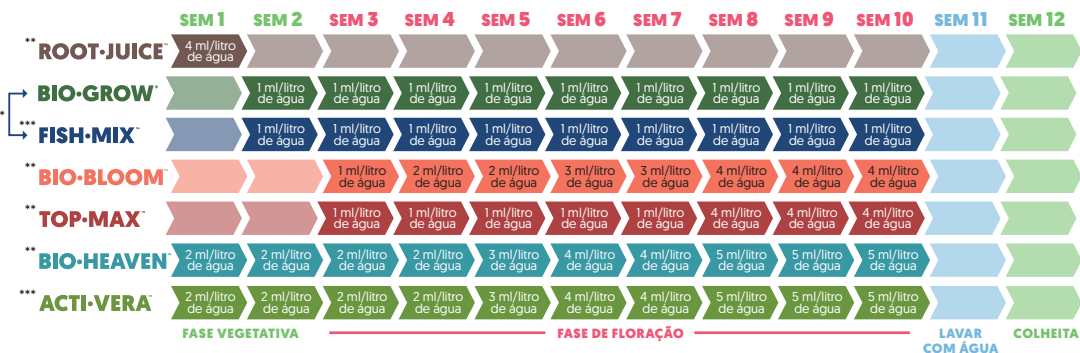 SEM 1 SEM 2 SEM 3 SEM 4 SEM 5 SEM 6 SEM 7 SEM 8 SEM 9 SEM 10 SEM 11 SEM 12
** ROOT·JUICE™ 4 ml/litro
de água
BIO·GROW® 1 ml/litro 1 ml/litro 1 ml/litro 1 ml/litro 1 ml/litro 1 ml/litro 1 ml/litro 1 ml/litro 1 ml/litro
de água de água de água de água de água de água de água de água de água
*
*** FISH·MIX™ 1 ml/litro 1 ml/litro 1 ml/litro 1 ml/litro 1 ml/litro 1 ml/litro 1 ml/litro 1 ml/litro 1 ml/litro
de água de água de água de água de água de água de água de água de água
** BIO·BLOOM™ 1 ml/litro 2 ml/litro 2 ml/litro 3 ml/litro 3 ml/litro 4 ml/litro 4 ml/litro 4 ml/litro
de água de água de água de água de água de água de água de água
** TOP·MAX™ 1 ml/litro 1 ml/litro 1 ml/litro 1 ml/litro 1 ml/litro 4 ml/litro 4 ml/litro 4 ml/litro
de água de água de água de água de água de água de água de água
** BIO·HEAVEN™ 2 ml/litro 2 ml/litro 2 ml/litro 2 ml/litro 3 ml/litro 4 ml/litro 4 ml/litro 5 ml/litro 5 ml/litro 5 ml/litro
de água de água de água de água de água de água de água de água de água de água
*** ACTI·VERA™ 2 ml/litro 2 ml/litro 2 ml/litro 2 ml/litro 3 ml/litro 4 ml/litro 4 ml/litro 5 ml/litro 5 ml/litro 5 ml/litro
de água de água de água de água de água de água de água de água de água de água
FASE VEGETATIVA FASE DE FLORAÇÃO LAVAR COLHEITA
COM ÁGUA